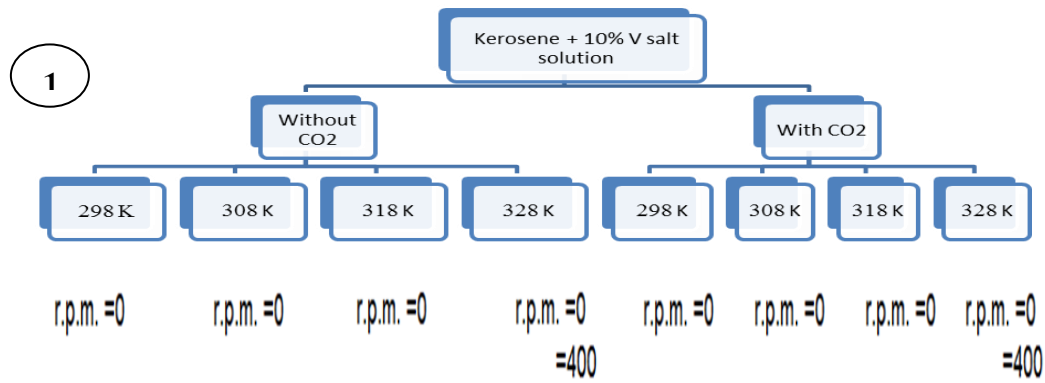 Kerosene + 10% V salt
solution
1
Without
CO2
With CO2
298 K
308 K
318 K
328 K
298 K
308 K
318 K
328 K
r.p.m. =0
r.p.m. =0
r.p.m. =0
r.p.m. =0
r.p.m. =0
r.p.m. =0
r.p.m. =0
r.p.m. =0
=400
=400